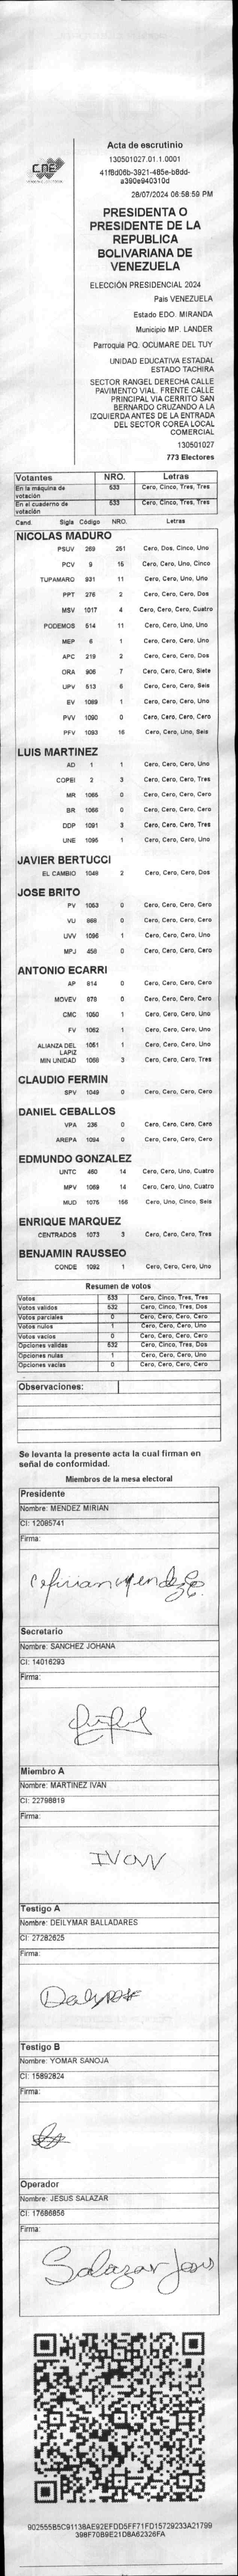 CNE
Acta de escrutinio
130501027.01.1.0001
41f8d06b-3921-485e-b8dd-
a390e940310d
28/07/2024 06:58:59 PM
PRESIDENTA O
PRESIDENTE DE LA
REPUBLICA
BOLIVARIANA DE
VENEZUELA
ELECCIÓN PRESIDENCIAL 2024
Pais VENEZUELA
Estado EDO. MIRANDA
Municipio MP. LANDER
Parroquia PQ. OCUMARE DEL TUY
UNIDAD EDUCATIVA ESTADAL
ESTADO TACHIRA
SECTOR RANGEL DERECHA CALLE
PAVIMENTO VIAL. FRENTE CALLE
PRINCIPAL VIA CERRITO SAN
BERNARDO CRUZANDO A LA
IZQUIERDA ANTES DE LA ENTRADA
DEL SECTOR COREA LOCAL
COMERCIAL
130501027
773 Electores
Votantes NRO. Letras
En la máquina de votación 533 Cero, Cinco, Tres, Tres
En el cuaderno de votación 533 Cero, Cinco, Tres, Tres
Cand. Sigla Código NRO. Letras
NICOLAS MADURO
PSUV 269 251 Cero, Dos, Cinco, Uno
PCV 9 15 Cero, Cero, Uno, Cinco
TUPAMARO 931 11 Cero, Cero, Uno, Uno
PPT 276 2 Cero, Cero, Cero, Dos
MSV 1017 4 Cero, Cero, Cero, Cuatro
PODEMOS 514 11 Cero, Cero, Uno, Uno
MEP 6 1 Cero, Cero, Cero, Uno
APC 219 2 Cero, Cero, Cero, Dos
ORA 906 7 Cero, Cero, Cero, Siete
UPV 513 6 Cero, Cero, Cero, Seis
EV 1089 1 Cero, Cero, Cero, Uno
PVV 1090 0 Cero, Cero, Cero, Cero
PFV 1093 16 Cero, Cero, Uno, Seis
LUIS MARTINEZ
AD 1 1 Cero, Cero, Cero, Uno
COPEI 2 3 Cero, Cero, Cero, Tres
MR 1065 0 Cero, Cero, Cero, Cero
BR 1066 0 Cero, Cero, Cero, Cero
DDP 1091 3 Cero, Cero, Cero, Tres
UNE 1095 1 Cero, Cero, Cero, Uno
JAVIER BERTUCCI
EL CAMBIO 1048 2 Cero, Cero, Cero, Dos
JOSE BRITO
PV 1053 0 Cero, Cero, Cero, Cero
VU 868 0 Cero, Cero, Cero, Cero
UVV 1096 1 Cero, Cero, Cero, Uno
MPJ 458 0 Cero, Cero, Cero, Cero
ANTONIO ECARRI
AP 814 0 Cero, Cero, Cero, Cero
MOVEV 878 0 Cero, Cero, Cero, Cero
CMC 1050 1 Cero, Cero, Cero, Uno
FV 1062 1 Cero, Cero, Cero, Uno
ALIANZA DEL LAPIZ 1051 1 Cero, Cero, Cero, Uno
MIN UNIDAD 1088 3 Cero, Cero, Cero, Tres
CLAUDIO FERMIN
SPV 1049 0 Cero, Cero, Cero, Cero
DANIEL CEBALLOS
VPA 236 0 Cero, Cero, Cero, Cero
AREPA 1094 0 Cero, Cero, Cero, Cero
EDMUNDO GONZALEZ
UNTC 460 14 Cero, Cero, Uno, Cuatro
MPV 1069 14 Cero, Cero, Uno, Cuatro
MUD 1075 156 Cero, Uno, Cinco, Seis
ENRIQUE MARQUEZ
CENTRADOS 1073 3 Cero, Cero, Cero, Tres
BENJAMIN RAUSSEO
CONDE 1092 1 Cero, Cero, Cero, Uno
Resumen de votos
Votos 533 Cero, Cinco, Tres, Tres
Votos validos 532 Cero, Cinco, Tres, Dos
Votos parciales 0 Cero, Cero, Cero, Cero
Votos nulos 1 Cero, Cero, Cero, Uno
Votos vacios 0 Cero, Cero, Cero, Cero
Opciones validas 532 Cero, Cinco, Tres, Dos
Opciones nulas 1 Cero, Cero, Cero, Uno
Opciones vacias 0 Cero, Cero, Cero, Cero
Observaciones:
Se levanta la presente acta la cual firman en
señal de conformidad.
Miembros de la mesa electoral
Presidente
Nombre: MENDEZ MIRIAN
CI: 12085741
Firma:
Secretario
Nombre: SANCHEZ JOHANA
CI: 14016293
Firma:
Miembro A
Nombre: MARTINEZ IVAN
CI: 22798819
Firma:
Testigo A
Nombre: DEILYMAR BALLADARES
CI: 27282625
Firma:
Testigo B
Nombre: YOMAR SANOJA
CI: 15892824
Firma:
Operador
Nombre: JESUS SALAZAR
CI: 17686856
Firma:
Salazar Jesus
902555B5C91138AE92EFDD5FF71FD15729233A21799
398F70B9E21D8A62326FA